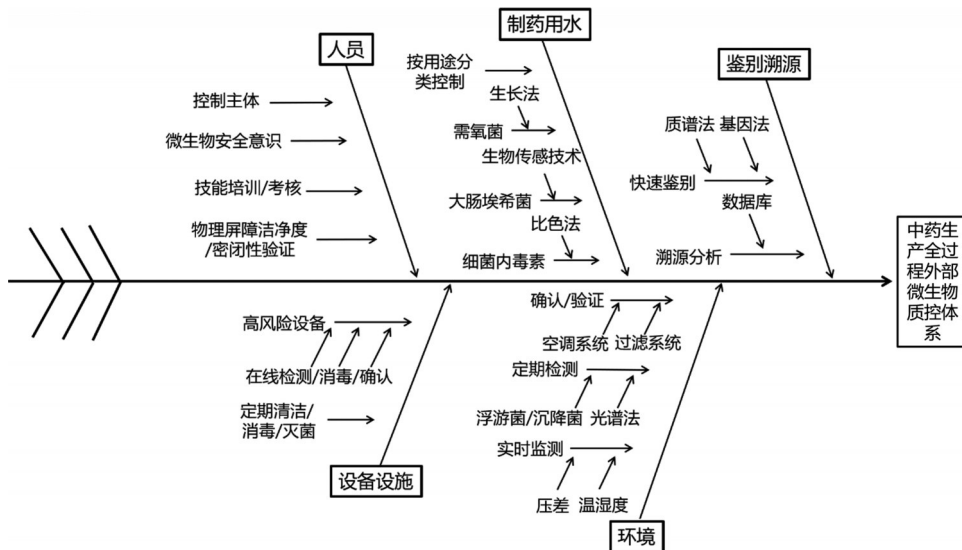 人员
制药用水
鉴别溯源
控制主体
微生物安全意识
技能培训/考核
物理屏障洁净度
/密闭性验证
按用途分
类控制
生长法
需氧菌
生物传感技术
大肠埃希菌
比色法
细菌内毒素
质谱法 基因法
快速鉴别
数据库
溯源分析
中药生
产全过
程外部
微生物
质控体
系
高风险设备
在线检测/消毒/确认
定期清洁/
消毒/灭菌
设备设施
确认/验证
空调系统 过滤系统
定期检测
浮游菌/沉降菌 光谱法
实时监测
压差 温湿度
环境